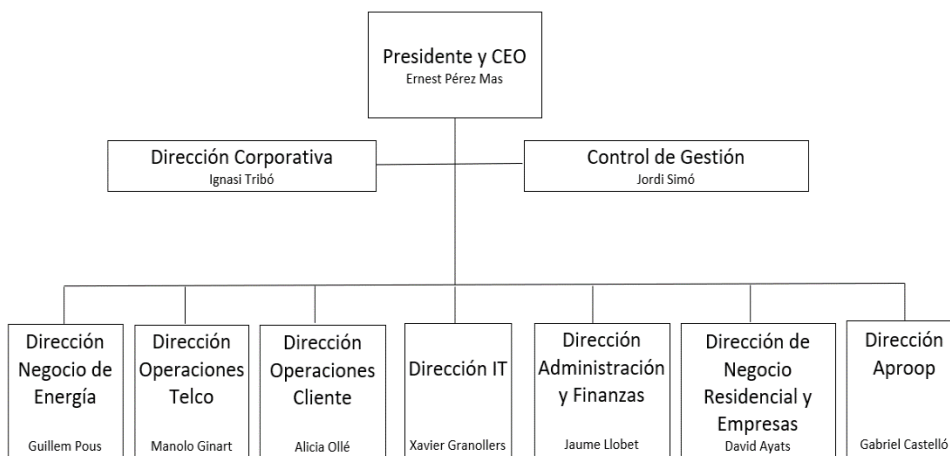 Presidente y CEO
Ernest Pérez Mas
Dirección Corporativa
Ignasi Tribó
Control de Gestión
Jordi Simó
Dirección
Negocio de
Energía
Guillem Pous
Dirección
Operaciones
Telco
Manolo Ginart
Dirección
Operaciones
Cliente
Alicia Ollé
Dirección IT
Xavier Granollers
Dirección
Administración
y Finanzas
Jaume Llobet
Dirección de
Negocio
Residencial y
Empresas
David Ayats
Dirección
Aproop
Gabriel Castelló